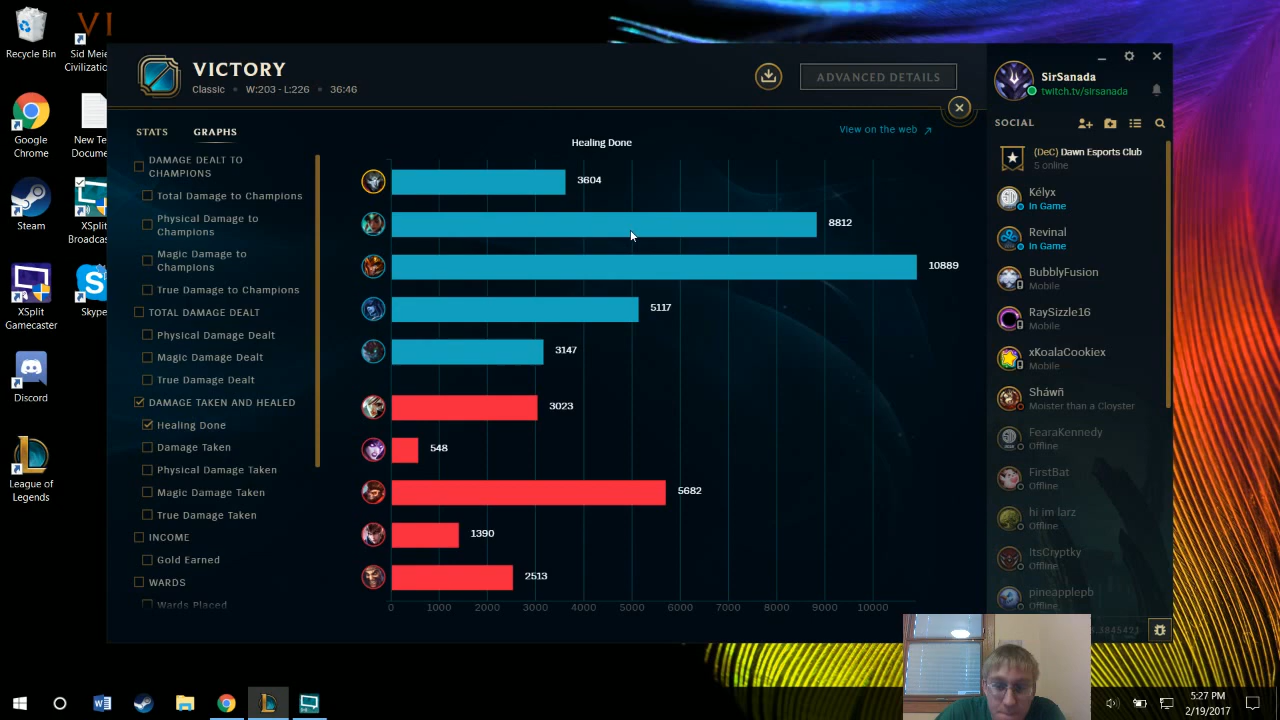 Recycle Bin
Sid Meier
Civilizatio
Google
Chrome
New Te
Docume
Steam
XSplit
Broadcas
XSplit
Gamecaster
Skype
Discord
League of
Legends
VICTORY
Classic • W:203 - L:226 • 36:46
ADVANCED DETAILS
STATS GRAPHS
View on the web
Healing Done
DAMAGE DEALT TO
CHAMPIONS
Total Damage to Champions
Physical Damage to
Champions
Magic Damage to
Champions
True Damage to Champions
TOTAL DAMAGE DEALT
Physical Damage Dealt
Magic Damage Dealt
True Damage Dealt
DAMAGE TAKEN AND HEALED
Healing Done
Damage Taken
Physical Damage Taken
Magic Damage Taken
True Damage Taken
INCOME
Gold Earned
WARDS
Wards Placed
3604
8812
10889
5117
3147
3023
548
5682
1390
2513
0 1000 2000 3000 4000 5000 6000 7000 8000 9000 10000
SirSanada
twitch.tv/sirsanada
SOCIAL
(DeC) Dawn Esports Club
5 online
Kélyx
In Game
Revinal
In Game
BubblyFusion
Mobile
RaySizzle16
Mobile
xKoalaCookiex
Mobile
Sháwñ
Moister than a Cloyster
FearaKennedy
Offline
FirstBat
Offline
hi im larz
Offline
ItsCryptky
Offline
pineapplepb
Offline
5:27 PM
2/19/2017